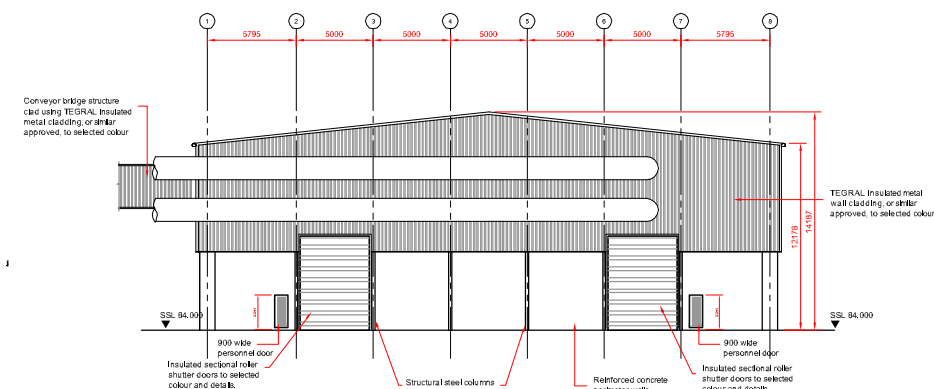 1 2 3 4 5 6 7 8
5795 5000 5000 5000 5000 5000 5795
Conveyor bridge structure
clad using TEGRAL Insulated
metal cladding, or similar
approved, to selected colour
TEGRAL Insulated metal
wall cladding, or similar
approved, to selected colour
12178
14187
SSL 84.000
SSL 84.000
900 wide
personnel door
Insulated sectional roller
shutter doors to selected
colour and details.
Structural steel columns
Reinforced concrete
900 wide
personnel door
Insulated sectional roller
shutter doors to selected
colour and details